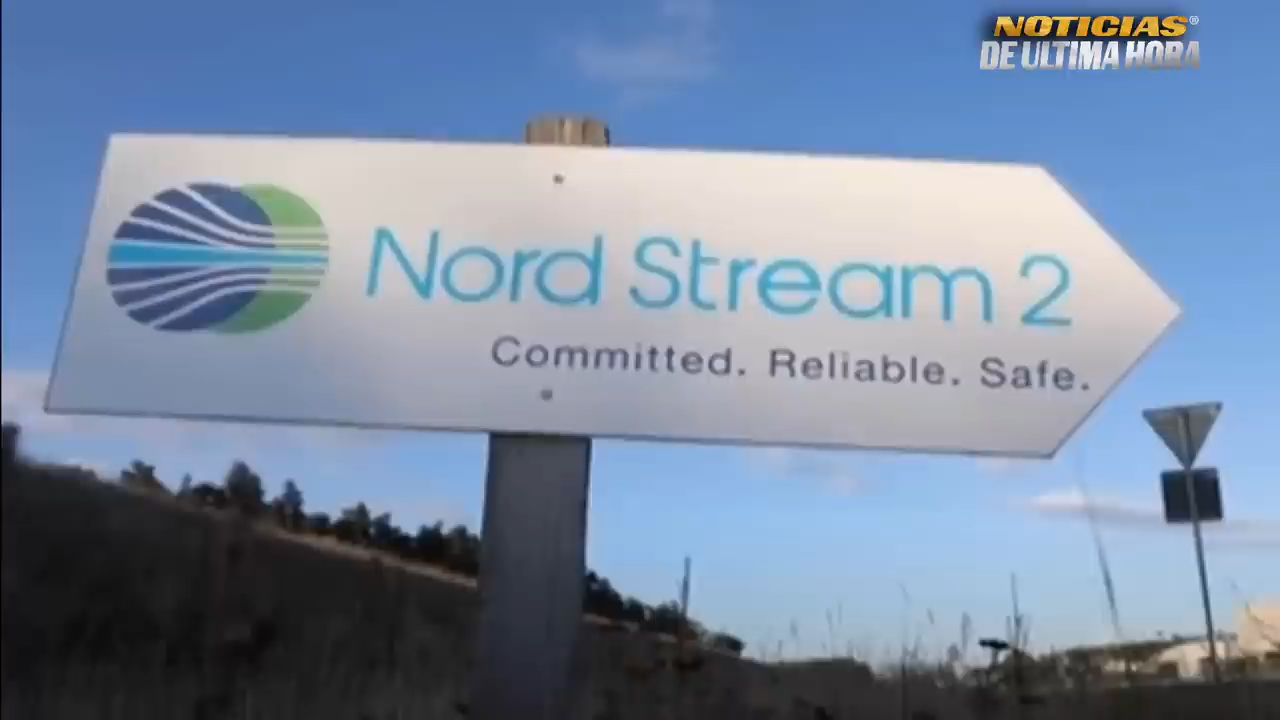 NOTICIAS®
DE ULTIMA HORA
Nord Stream 2
Committed. Reliable. Safe.